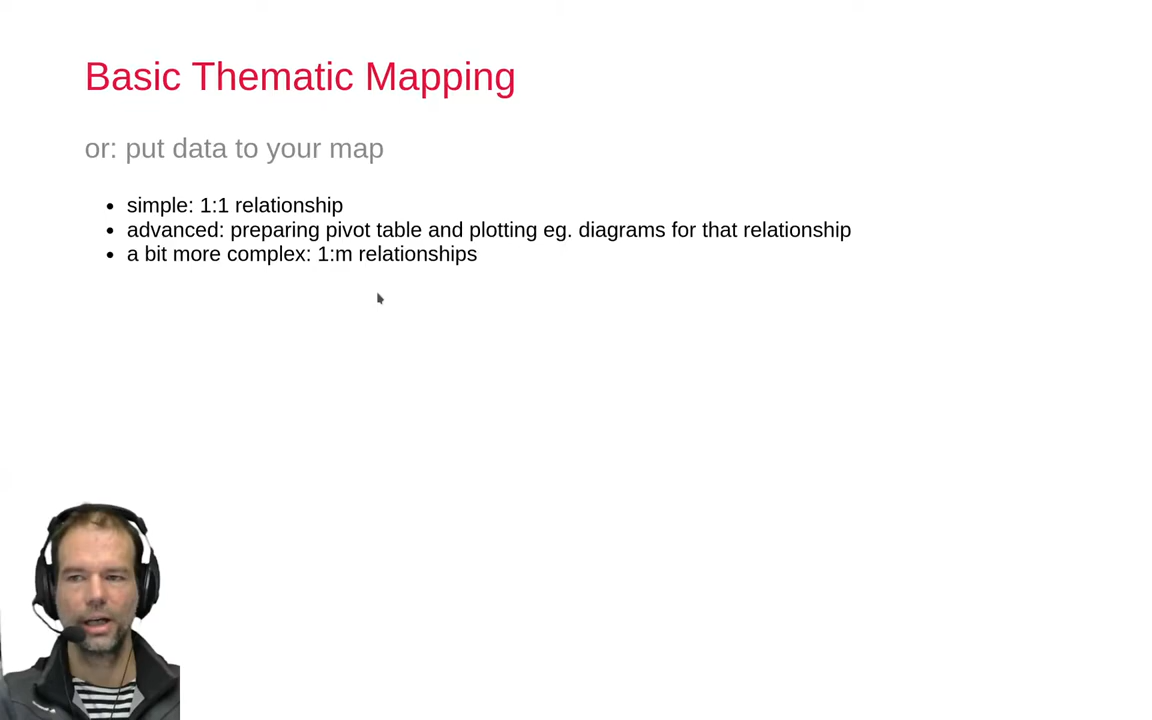 Basic Thematic Mapping
or: put data to your map
simple: 1:1 relationship
advanced: preparing pivot table and plotting eg. diagrams for that relationship
a bit more complex: 1:m relationships